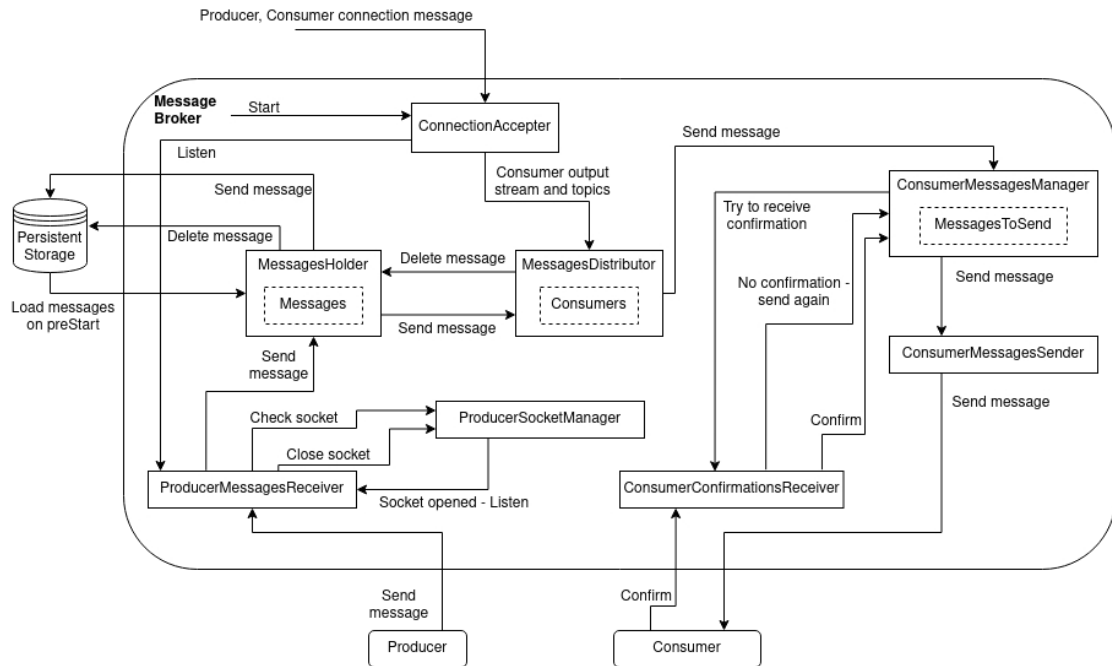 Producer, Consumer connection message
Message
Broker
Start
ConnectionAccepter
Send message
Listen
Consumer output
stream and topics
Send message
ConsumerMessagesManager
MessagesToSend
Try to receive
confirmation
Persistent
Storage
Delete message
MessagesHolder
Messages
Delete message
MessagesDistributor
Consumers
No confirmation -
send again
Send message
Load messages
on preStart
Send message
Send
message
ConsumerMessagesSender
Check socket
ProducerSocketManager
Confirm
Send message
Close socket
ProducerMessagesReceiver
Socket opened - Listen
ConsumerConfirmationsReceiver
Send
message
Confirm
Producer
Consumer